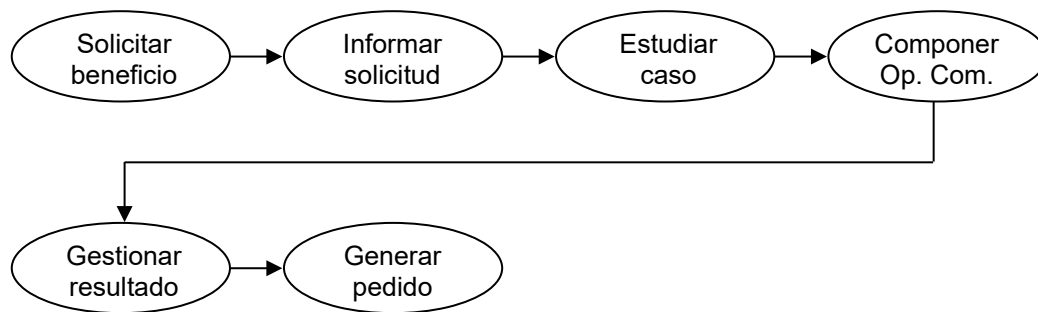 Solicitar
beneficio
Informar
solicitud
Estudiar
caso
Componer
Op. Com.
Gestionar
resultado
Generar
pedido